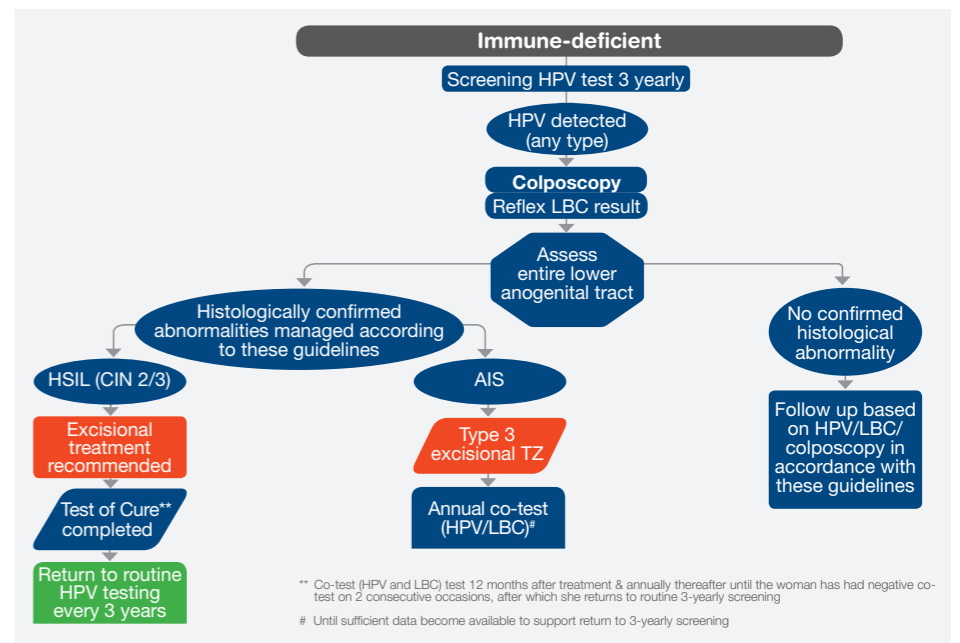 Immune-deficient
Screening HPV test 3 yearly
HPV detected
(any type)
Colposcopy
Reflex LBC result
Assess
entire lower
anogenital tract
Histologically confirmed
abnormalities managed according
to these guidelines
No confirmed
histological
abnormality
HSIL (CIN 2/3)
AIS
Excisional
treatment
recommended
Type 3
excisional TZ
Follow up based
on HPV/LBC/
colposcopy in
accordance with
these guidelines
Test of Cure**
completed
Annual co-test
(HPV/LBC)#
Return to routine
HPV testing
every 3 years
** Co-test (HPV and LBC) test 12 months after treatment & annually thereafter until the woman has had negative co-
test on 2 consecutive occasions, after which she returns to routine 3-yearly screening
# Until sufficient data become available to support return to 3-yearly screening